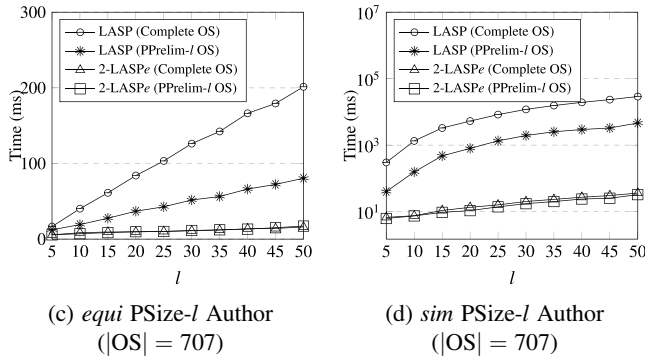 300
200
100
0
Time (ms)
LASP (Complete OS)
LASP (PPrelim-l OS)
2-LASPe (Complete OS)
2-LASPe (PPrelim-l OS)
5 10 15 20 25 30 35 40 45 50
l
(c) equi PSize-l Author
(|OS| = 707)
10^7
10^5
10^3
10^1
Time (ms)
LASP (Complete OS)
LASP (PPrelim-l OS)
2-LASPe (Complete OS)
2-LASPe (PPrelim-l OS)
5 10 15 20 25 30 35 40 45 50
l
(d) sim PSize-l Author
(|OS| = 707)